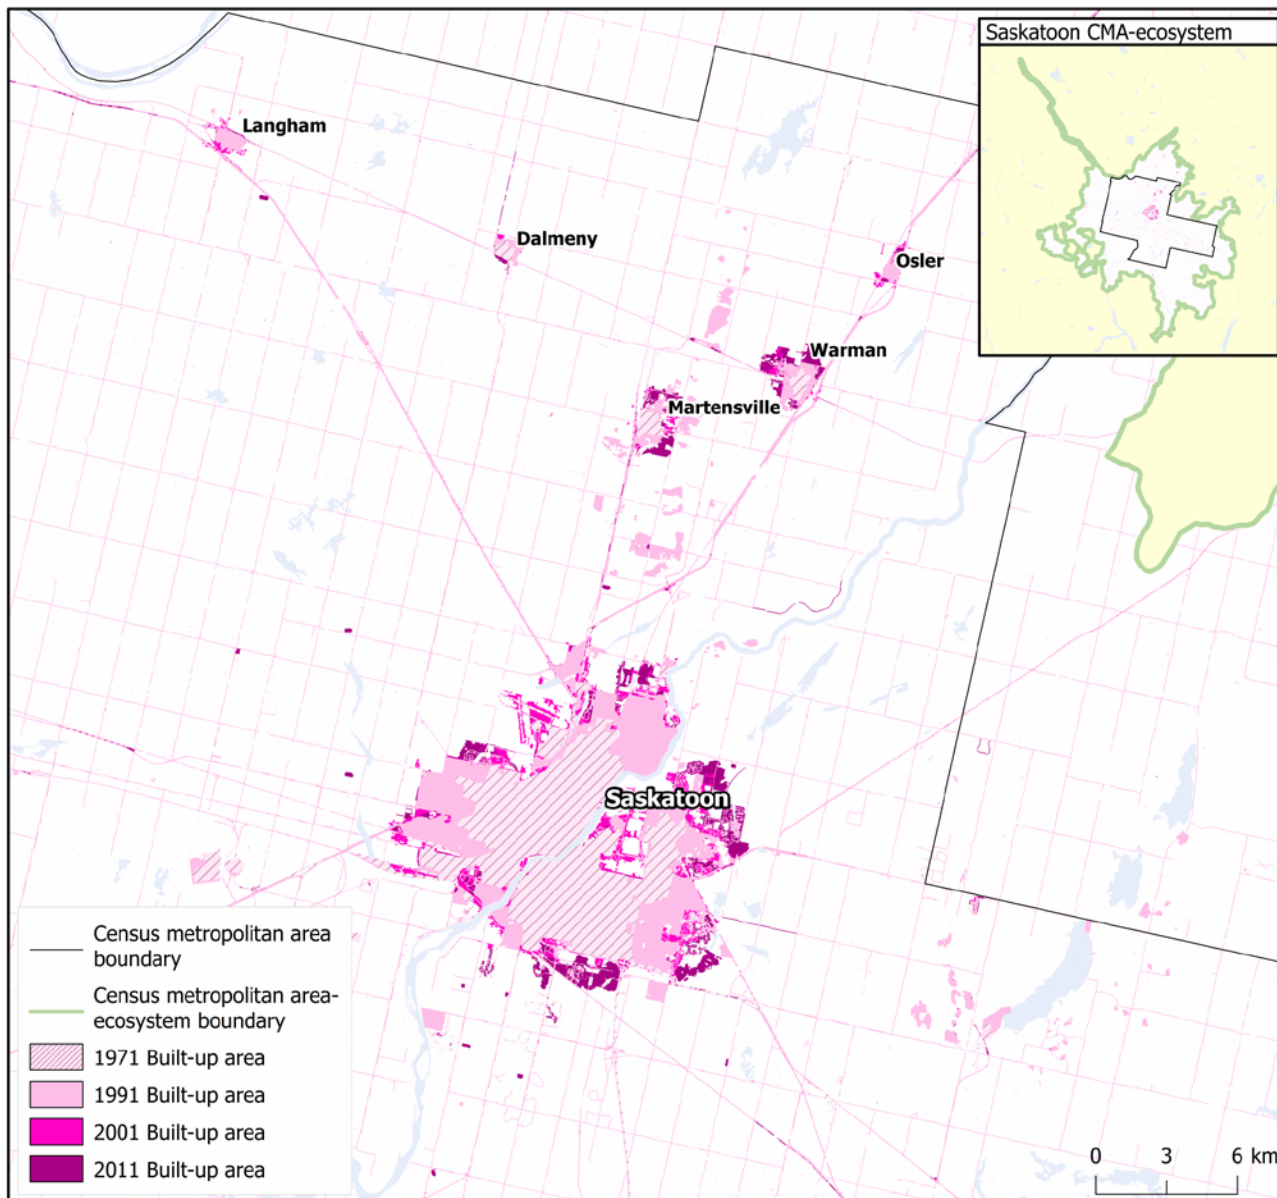 Saskatoon CMA-ecosystem
Langham
Dalmeny
Osler
Warman
Martensville
Saskatoon
Census metropolitan area
boundary
Census metropolitan area-
ecosystem boundary
1971 Built-up area
1991 Built-up area
2001 Built-up area
2011 Built-up area
0 3 6 km